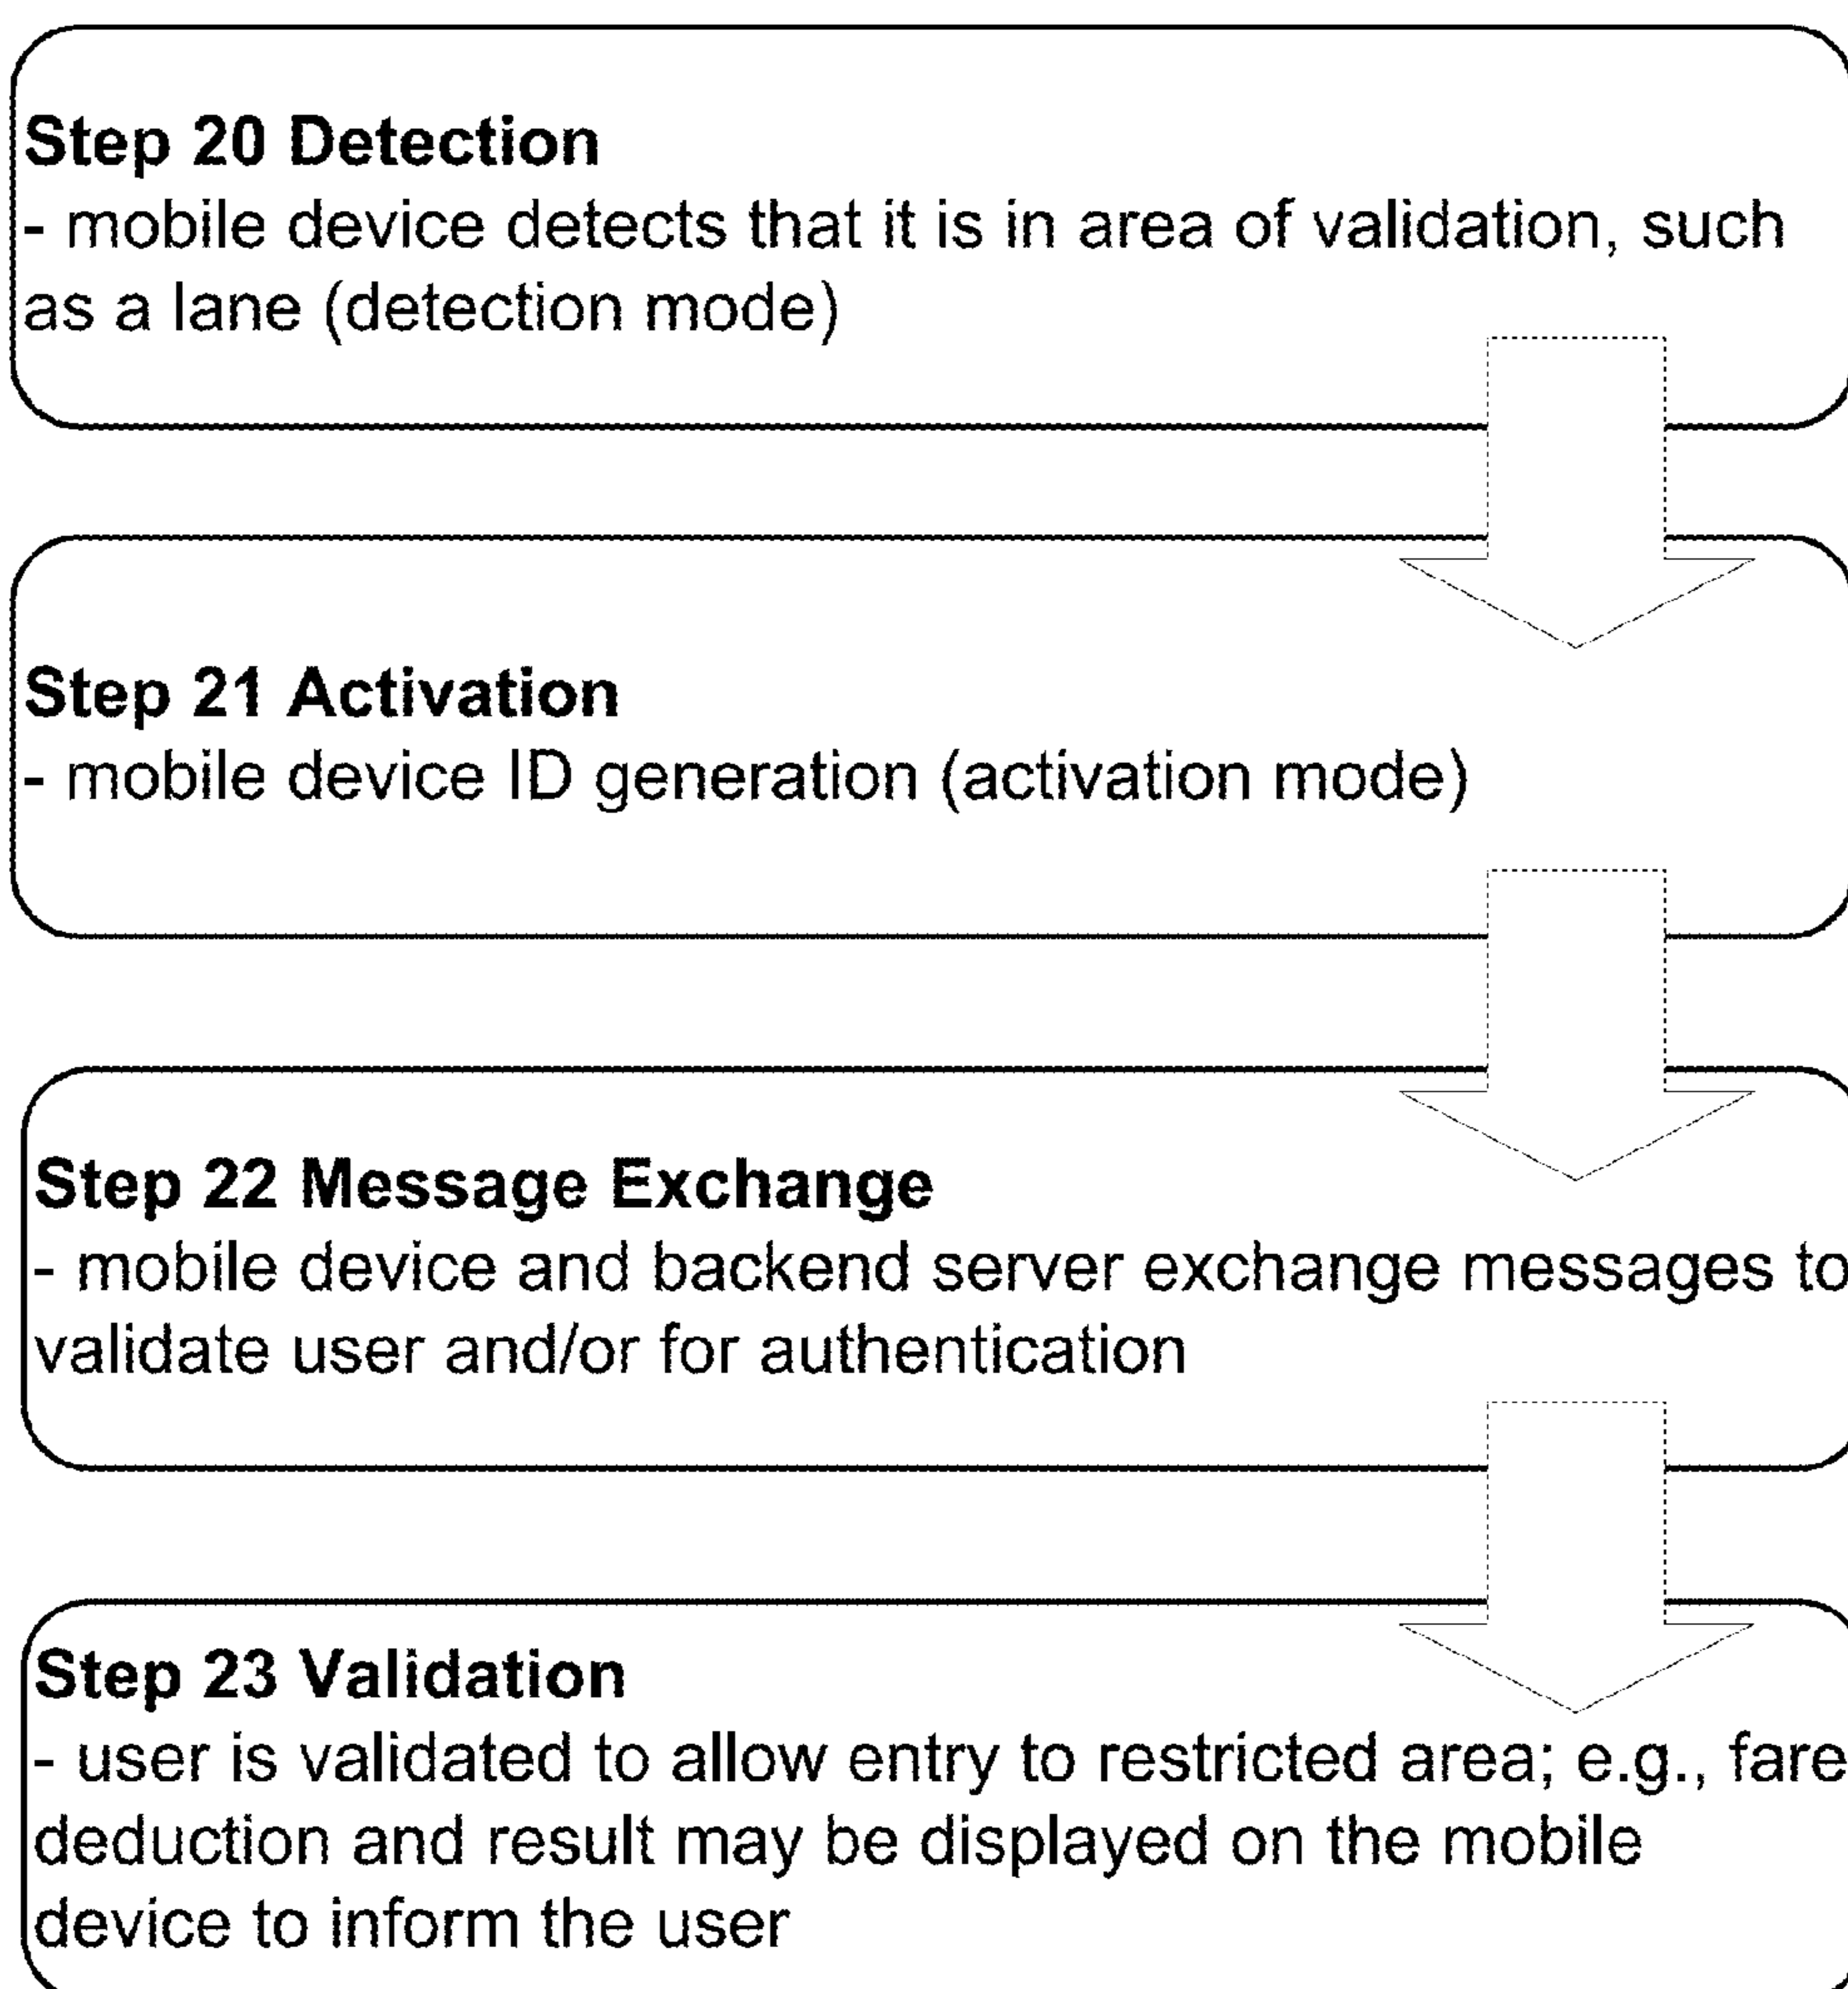 Step 20 Detection
- mobile device detects that it is in area of validation, such
as a lane (detection mode)
Step 21 Activation
- mobile device ID generation (activation mode)
Step 22 Message Exchange
- mobile device and backend server exchange messages to
validate user and/or for authentication
Step 23 Validation
- user is validated to allow entry to restricted area; e.g., fare
deduction and result may be displayed on the mobile
device to inform the user